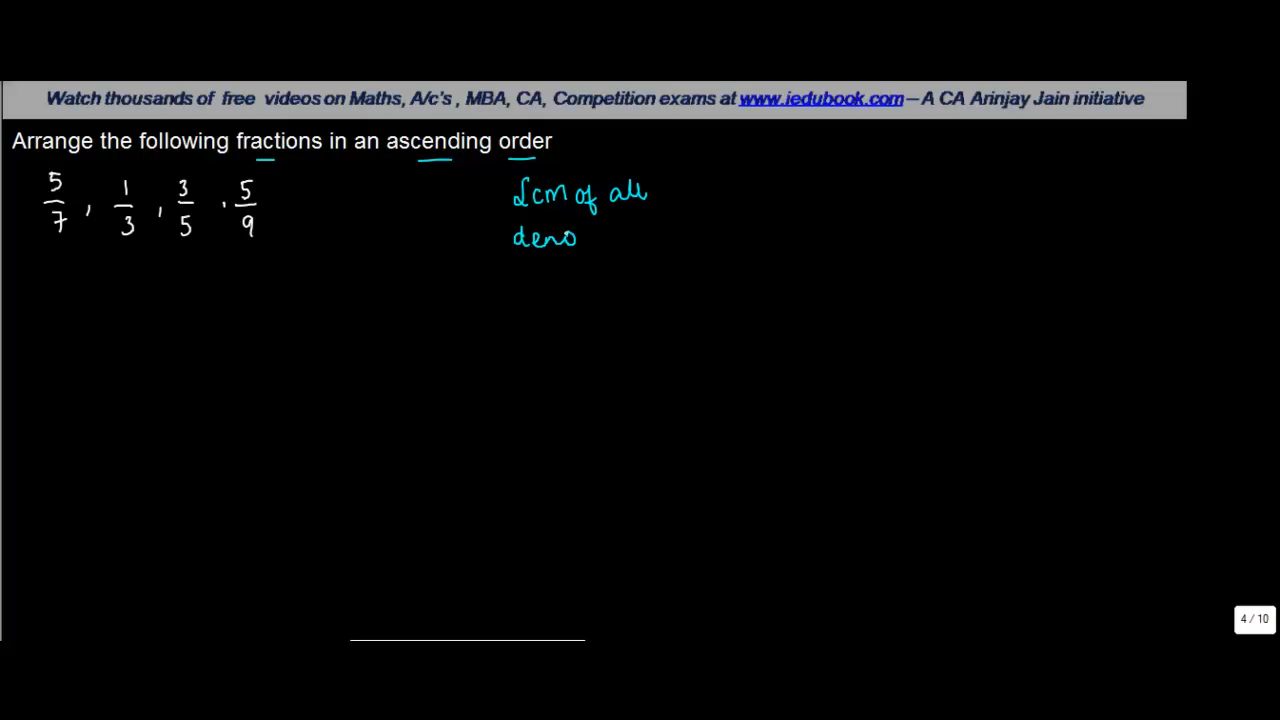 Watch thousands of free videos on Maths, A/c's , MBA, CA, Competition exams at www.iedubook.com – A CA Arinjay Jain initiative
Arrange the following fractions in an ascending order
5/7 , 1/3 , 3/5 , 5/9
LCM of all
deno
4 / 10